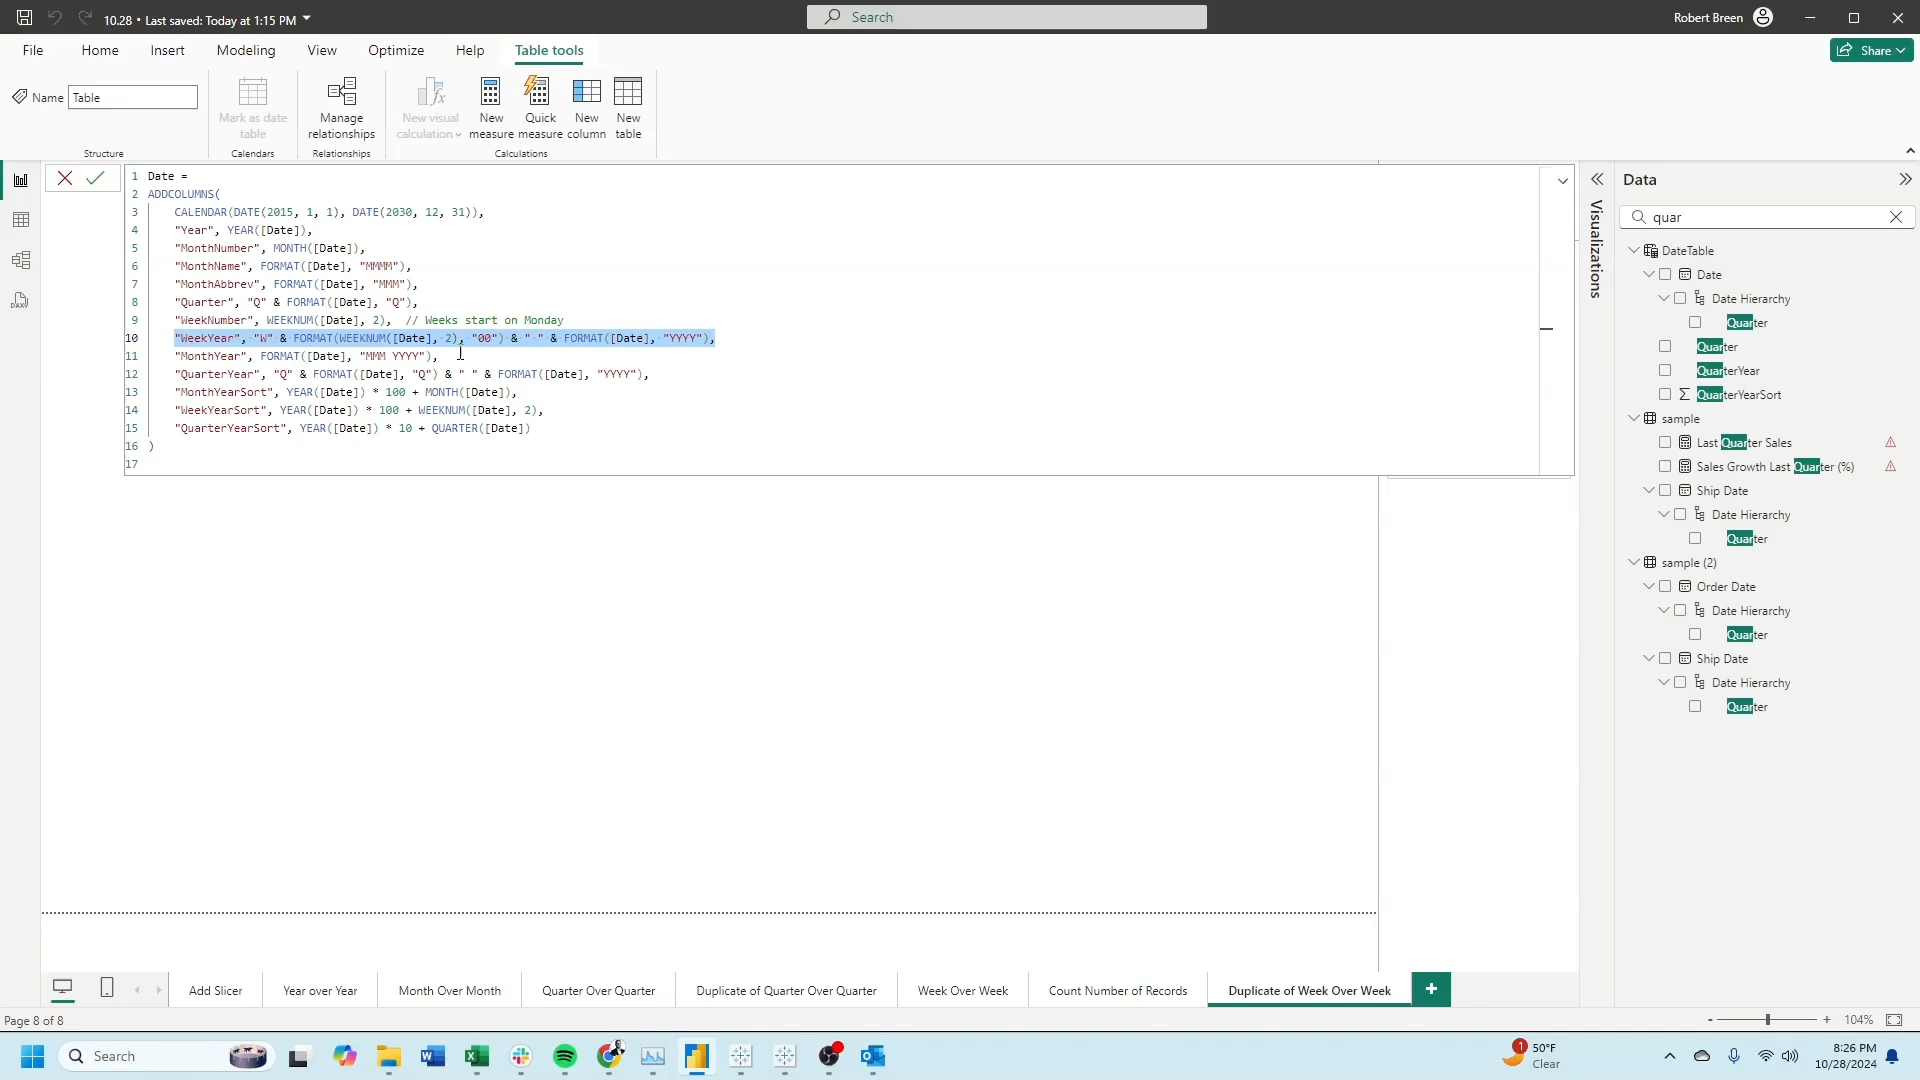 10.28 • Last saved: Today at 1:15 PM
Search
Robert Breen
File
Home
Insert
Modeling
View
Optimize
Help
Table tools
Share
Name
Table
Mark as date
table
Manage
relationships
New visual
calculation
New
measure
Quick
measure
New
column
New
table
Structure
Calendars
Relationships
Calculations
1 Date =
2 ADDCOLUMNS(
3 CALENDAR(DATE(2015, 1, 1), DATE(2030, 12, 31)),
4 "Year", YEAR([Date]),
5 "MonthNumber", MONTH([Date]),
6 "MonthName", FORMAT([Date], "MMMM"),
7 "MonthAbbrev", FORMAT([Date], "MMM"),
8 "Quarter", "Q" & FORMAT([Date], "Q"),
9 "WeekNumber", WEEKNUM([Date], 2),  // Weeks start on Monday
10 "WeekYear", "W" & FORMAT(WEEKNUM([Date], 2), "00") & " " & FORMAT([Date], "YYYY"),
11 "MonthYear", FORMAT([Date], "MMM YYYY"),
12 "QuarterYear", "Q" & FORMAT([Date], "Q") & " " & FORMAT([Date], "YYYY"),
13 "MonthYearSort", YEAR([Date]) * 100 + MONTH([Date]),
14 "WeekYearSort", YEAR([Date]) * 100 + WEEKNUM([Date], 2),
15 "QuarterYearSort", YEAR([Date]) * 10 + QUARTER([Date])
16 )
17
Visualizations
Data
quar
DateTable
Date
Date Hierarchy
Quarter
Quarter
QuarterYear
QuarterYearSort
sample
Last Quarter Sales
Sales Growth Last Quarter (%)
Ship Date
Date Hierarchy
Quarter
sample (2)
Order Date
Date Hierarchy
Quarter
Ship Date
Date Hierarchy
Quarter
Add Slicer
Year over Year
Month Over Month
Quarter Over Quarter
Duplicate of Quarter Over Quarter
Week Over Week
Count Number of Records
Duplicate of Week Over Week
Page 8 of 8
104%
Search
1
50°F
Clear
8:26 PM
10/28/2024